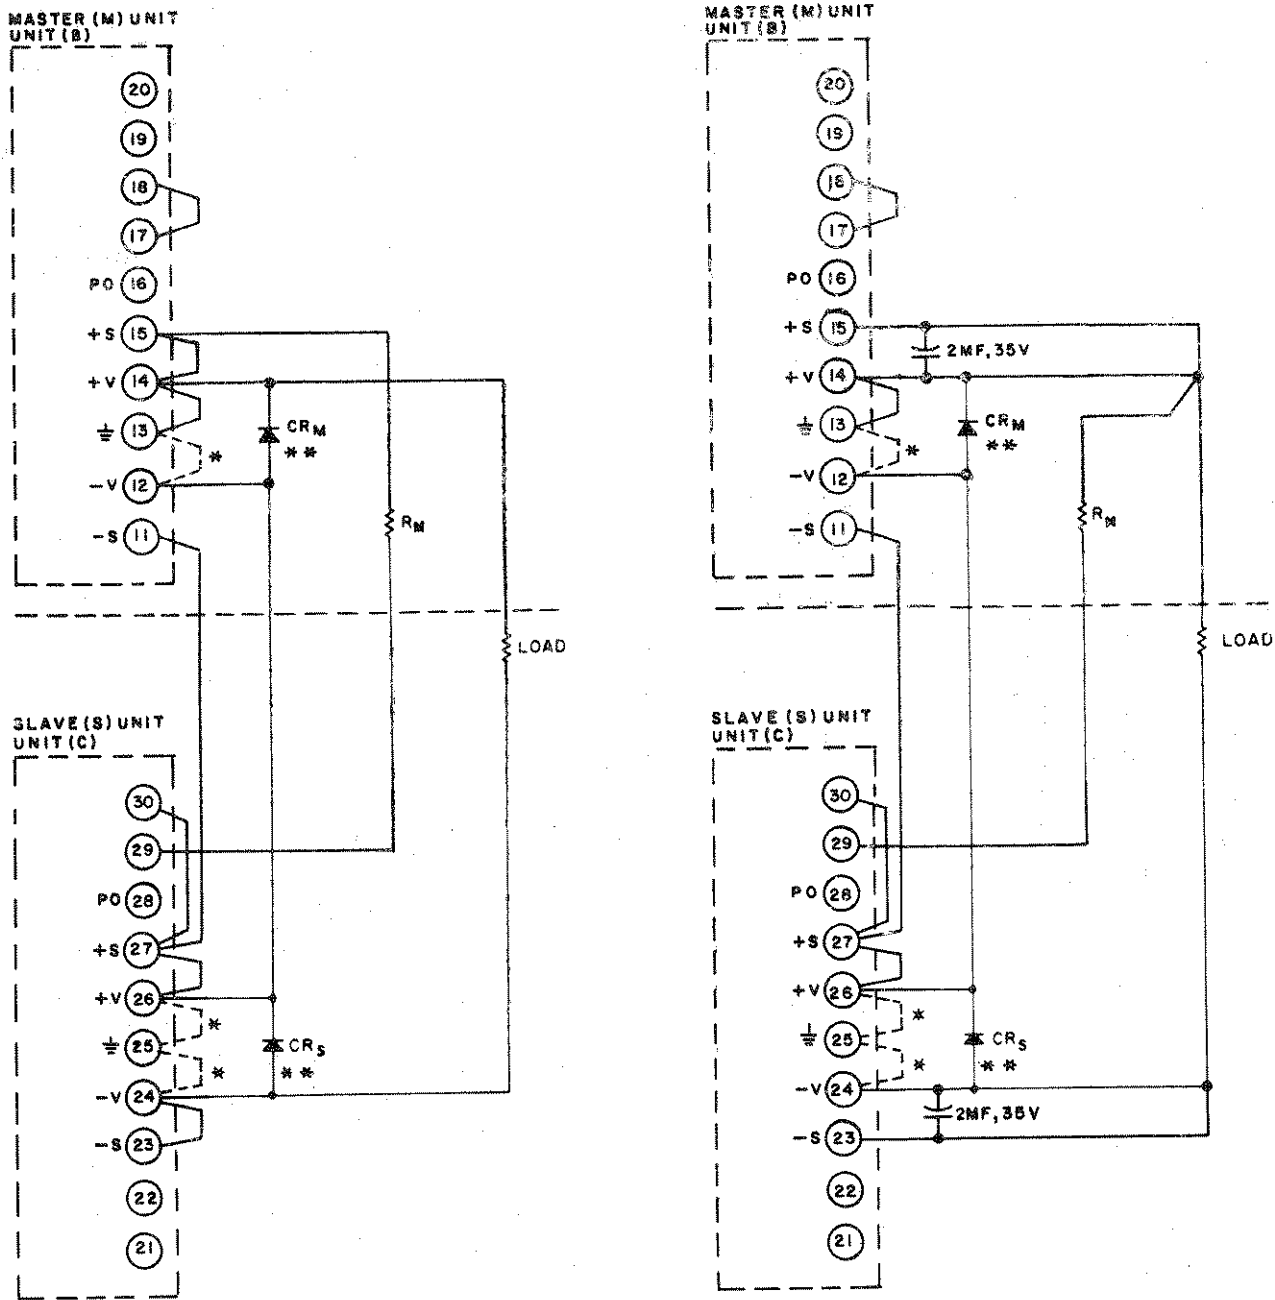 MASTER (M) UNIT
UNIT (B)
20
19
18
17
PO 16
+S 15
+V 14
13
*
-V 12
-S 11
CRM
**
RM
LOAD
SLAVE (S) UNIT
UNIT (C)
30
29
PO 28
+S 27
+V 26
*
25
*
-V 24
-S 23
22
21
CRS
**
MASTER (M) UNIT
UNIT (B)
20
19
18
17
PO 16
+S 15
2MF, 35V
+V 14
13
*
-V 12
-S 11
CRM
**
RM
LOAD
SLAVE (S) UNIT
UNIT (C)
30
29
PO 28
+S 27
+V 26
*
25
*
-V 24
2MF, 35V
-S 23
22
21
CRS
**